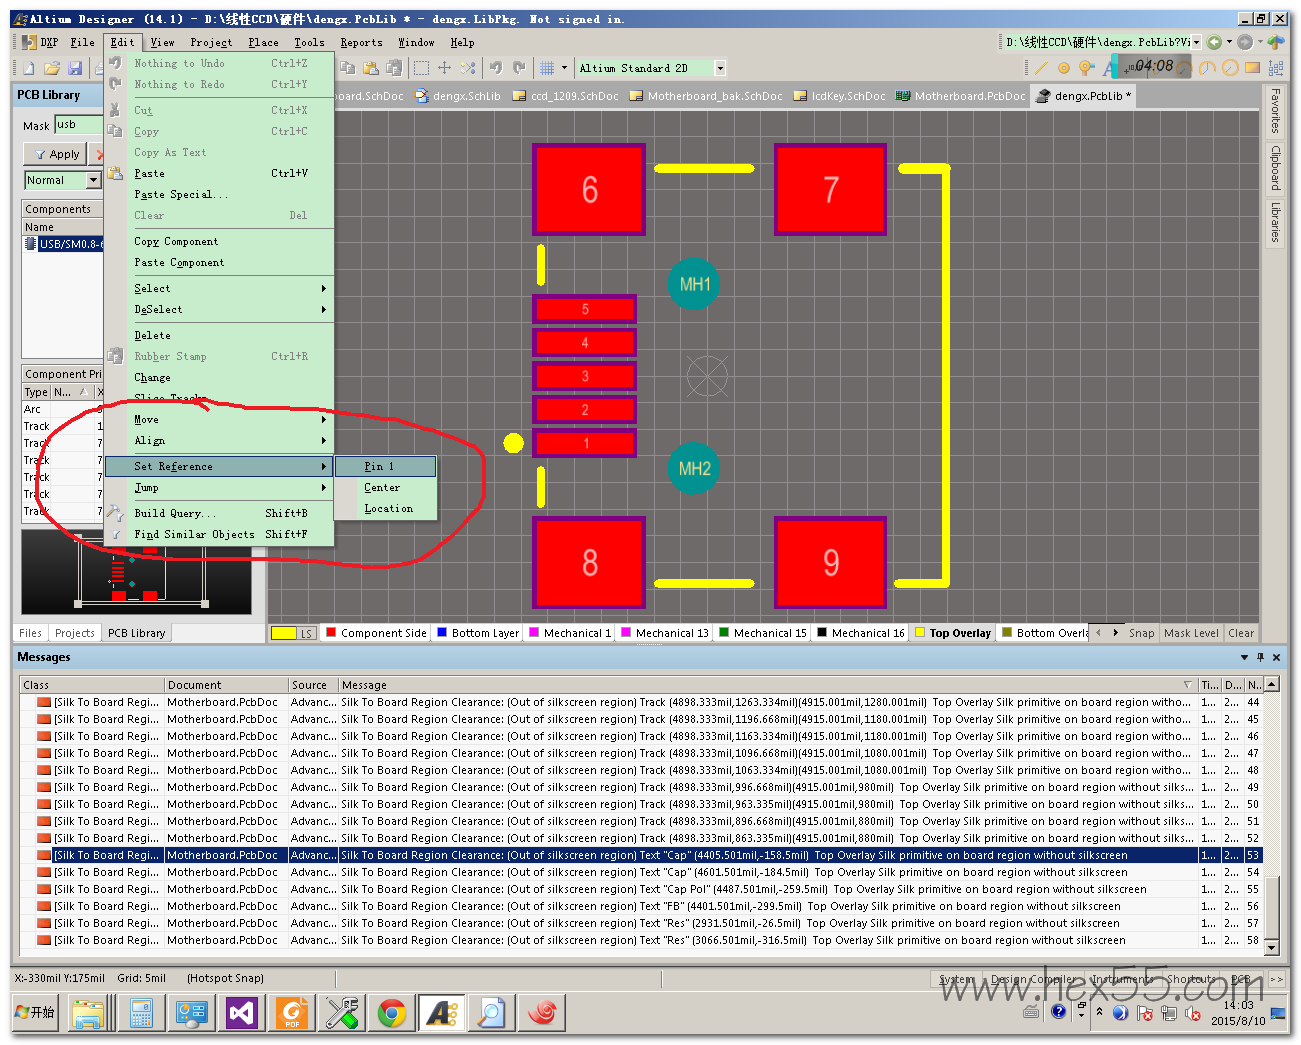 Altium Designer (14.1) - D:\线性CCD\硬件\dengx.PcbLib * - dengx.LibPkg. Not signed in.
DXP File Edit View Project Place Tools Reports Window Help
D:\线性CCD\硬件\dengx.PcbLib?Vi
Altium Standard 2D
04:08
PCB Library
oard.SchDoc dengx.SchLib ccd_1209.SchDoc Motherboard_bak.SchDoc lcdKey.SchDoc Motherboard.PcbDoc dengx.PcbLib *
Favorites
Clipboard
Libraries
Mask usb
Apply
Normal
Components
Name
USB/SM0.8-6
Component Pri
Type N... X
Arc
Track 1
Track 7
Track 7
Track 7
Track 7
Track 7
Nothing to Undo Ctrl+Z
Nothing to Redo Ctrl+Y
Cut Ctrl+X
Copy Ctrl+C
Copy As Text
Paste Ctrl+V
Paste Special...
Clear Del
Copy Component
Paste Component
Select
DeSelect
Delete
Rubber Stamp Ctrl+R
Change
Slice Tracks
Move
Align
Set Reference
Jump
Build Query... Shift+B
Find Similar Objects Shift+F
Pin 1
Center
Location
6 7
MH1
5
4
3
2
1
MH2
8 9
Files Projects PCB Library
LS Component Side Bottom Layer Mechanical 1 Mechanical 13 Mechanical 15 Mechanical 16 Top Overlay Bottom Overla Snap Mask Level Clear
Messages
Class Document Source Message Ti... D... N..
[Silk To Board Regi... Motherboard.PcbDoc Advanc... Silk To Board Region Clearance: (Out of silkscreen region) Track (4898.333mil,1263.334mil)(4915.001mil,1280.001mil) Top Overlay Silk primitive on board region witho... 1... 2... 44
[Silk To Board Regi... Motherboard.PcbDoc Advanc... Silk To Board Region Clearance: (Out of silkscreen region) Track (4898.333mil,1196.668mil)(4915.001mil,1180.001mil) Top Overlay Silk primitive on board region witho... 1... 2... 45
[Silk To Board Regi... Motherboard.PcbDoc Advanc... Silk To Board Region Clearance: (Out of silkscreen region) Track (4898.333mil,1163.334mil)(4915.001mil,1180.001mil) Top Overlay Silk primitive on board region witho... 1... 2... 46
[Silk To Board Regi... Motherboard.PcbDoc Advanc... Silk To Board Region Clearance: (Out of silkscreen region) Track (4898.333mil,1096.668mil)(4915.001mil,1080.001mil) Top Overlay Silk primitive on board region witho... 1... 2... 47
[Silk To Board Regi... Motherboard.PcbDoc Advanc... Silk To Board Region Clearance: (Out of silkscreen region) Track (4898.333mil,1063.334mil)(4915.001mil,1080.001mil) Top Overlay Silk primitive on board region witho... 1... 2... 48
[Silk To Board Regi... Motherboard.PcbDoc Advanc... Silk To Board Region Clearance: (Out of silkscreen region) Track (4898.333mil,996.668mil)(4915.001mil,980mil) Top Overlay Silk primitive on board region without silks... 1... 2... 49
[Silk To Board Regi... Motherboard.PcbDoc Advanc... Silk To Board Region Clearance: (Out of silkscreen region) Track (4898.333mil,963.335mil)(4915.001mil,980mil) Top Overlay Silk primitive on board region without silks... 1... 2... 50
[Silk To Board Regi... Motherboard.PcbDoc Advanc... Silk To Board Region Clearance: (Out of silkscreen region) Track (4898.333mil,896.668mil)(4915.001mil,880mil) Top Overlay Silk primitive on board region without silks... 1... 2... 51
[Silk To Board Regi... Motherboard.PcbDoc Advanc... Silk To Board Region Clearance: (Out of silkscreen region) Track (4898.333mil,863.335mil)(4915.001mil,880mil) Top Overlay Silk primitive on board region without silks... 1... 2... 52
[Silk To Board Regi... Motherboard.PcbDoc Advanc... Silk To Board Region Clearance: (Out of silkscreen region) Text "Cap" (4405.501mil,-158.5mil) Top Overlay Silk primitive on board region without silkscreen 1... 2... 53
[Silk To Board Regi... Motherboard.PcbDoc Advanc... Silk To Board Region Clearance: (Out of silkscreen region) Text "Cap" (4601.501mil,-184.5mil) Top Overlay Silk primitive on board region without silkscreen 1... 2... 54
[Silk To Board Regi... Motherboard.PcbDoc Advanc... Silk To Board Region Clearance: (Out of silkscreen region) Text "Cap Pol" (4487.501mil,-259.5mil) Top Overlay Silk primitive on board region without silkscreen 1... 2... 55
[Silk To Board Regi... Motherboard.PcbDoc Advanc... Silk To Board Region Clearance: (Out of silkscreen region) Text "FB" (4401.501mil,-299.5mil) Top Overlay Silk primitive on board region without silkscreen 1... 2... 56
[Silk To Board Regi... Motherboard.PcbDoc Advanc... Silk To Board Region Clearance: (Out of silkscreen region) Text "Res" (2931.501mil,-26.5mil) Top Overlay Silk primitive on board region without silkscreen 1... 2... 57
[Silk To Board Regi... Motherboard.PcbDoc Advanc... Silk To Board Region Clearance: (Out of silkscreen region) Text "Res" (3066.501mil,-316.5mil) Top Overlay Silk primitive on board region without silkscreen 1... 2... 58
X:-330mil Y:175mil Grid: 5mil (Hotspot Snap)
System Design Compiler Instruments Shortcuts PCB >>
www.hex55.com
开始
PDF
14:03
2015/8/10